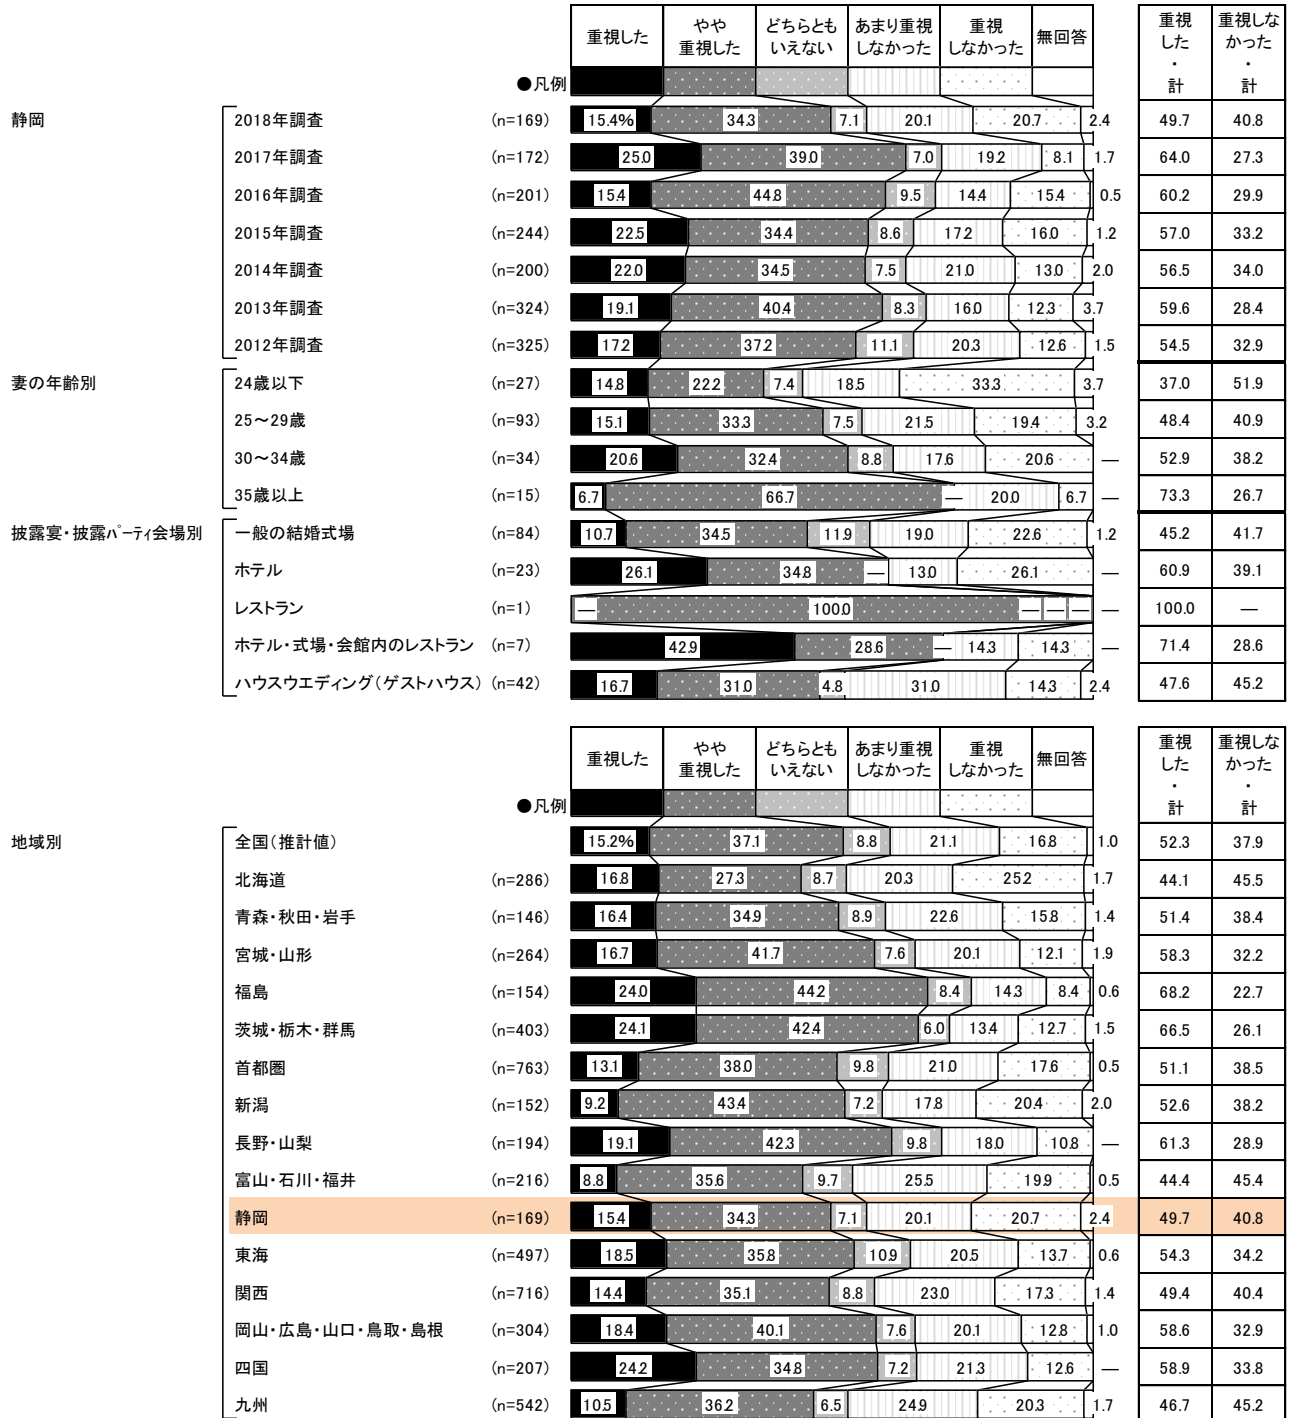 重視した やや重視した どちらともいえない あまり重視しなかった 重視しなかった 無回答 重視した・計 重視しなかった・計
●凡例
静岡 2018年調査 (n=169) 15.4% 34.3 7.1 20.1 20.7 2.4 49.7 40.8
2017年調査 (n=172) 25.0 39.0 7.0 19.2 8.1 1.7 64.0 27.3
2016年調査 (n=201) 15.4 44.8 9.5 14.4 15.4 0.5 60.2 29.9
2015年調査 (n=244) 22.5 34.4 8.6 17.2 16.0 1.2 57.0 33.2
2014年調査 (n=200) 22.0 34.5 7.5 21.0 13.0 2.0 56.5 34.0
2013年調査 (n=324) 19.1 40.4 8.3 16.0 12.3 3.7 59.6 28.4
2012年調査 (n=325) 17.2 37.2 11.1 20.3 12.6 1.5 54.5 32.9
妻の年齢別 24歳以下 (n=27) 14.8 22.2 7.4 18.5 33.3 3.7 37.0 51.9
25～29歳 (n=93) 15.1 33.3 7.5 21.5 19.4 3.2 48.4 40.9
30～34歳 (n=34) 20.6 32.4 8.8 17.6 20.6 — 52.9 38.2
35歳以上 (n=15) 6.7 66.7 — 20.0 6.7 — 73.3 26.7
披露宴・披露ﾊﾟｰﾃｨ会場別 一般の結婚式場 (n=84) 10.7 34.5 11.9 19.0 22.6 1.2 45.2 41.7
ホテル (n=23) 26.1 34.8 — 13.0 26.1 — 60.9 39.1
レストラン (n=1) — 100.0 — — — — 100.0 —
ホテル・式場・会館内のレストラン (n=7) 42.9 28.6 — 14.3 14.3 — 71.4 28.6
ハウスウエディング(ゲストハウス) (n=42) 16.7 31.0 4.8 31.0 14.3 2.4 47.6 45.2
重視した やや重視した どちらともいえない あまり重視しなかった 重視しなかった 無回答 重視した・計 重視しなかった・計
●凡例
地域別 全国(推計値) 15.2% 37.1 8.8 21.1 16.8 1.0 52.3 37.9
北海道 (n=286) 16.8 27.3 8.7 20.3 25.2 1.7 44.1 45.5
青森・秋田・岩手 (n=146) 16.4 34.9 8.9 22.6 15.8 1.4 51.4 38.4
宮城・山形 (n=264) 16.7 41.7 7.6 20.1 12.1 1.9 58.3 32.2
福島 (n=154) 24.0 44.2 8.4 14.3 8.4 0.6 68.2 22.7
茨城・栃木・群馬 (n=403) 24.1 42.4 6.0 13.4 12.7 1.5 66.5 26.1
首都圏 (n=763) 13.1 38.0 9.8 21.0 17.6 0.5 51.1 38.5
新潟 (n=152) 9.2 43.4 7.2 17.8 20.4 2.0 52.6 38.2
長野・山梨 (n=194) 19.1 42.3 9.8 18.0 10.8 — 61.3 28.9
富山・石川・福井 (n=216) 8.8 35.6 9.7 25.5 19.9 0.5 44.4 45.4
静岡 (n=169) 15.4 34.3 7.1 20.1 20.7 2.4 49.7 40.8
東海 (n=497) 18.5 35.8 10.9 20.5 13.7 0.6 54.3 34.2
関西 (n=716) 14.4 35.1 8.8 23.0 17.3 1.4 49.4 40.4
岡山・広島・山口・鳥取・島根 (n=304) 18.4 40.1 7.6 20.1 12.8 1.0 58.6 32.9
四国 (n=207) 24.2 34.8 7.2 21.3 12.6 — 58.9 33.8
九州 (n=542) 10.5 36.2 6.5 24.9 20.3 1.7 46.7 45.2